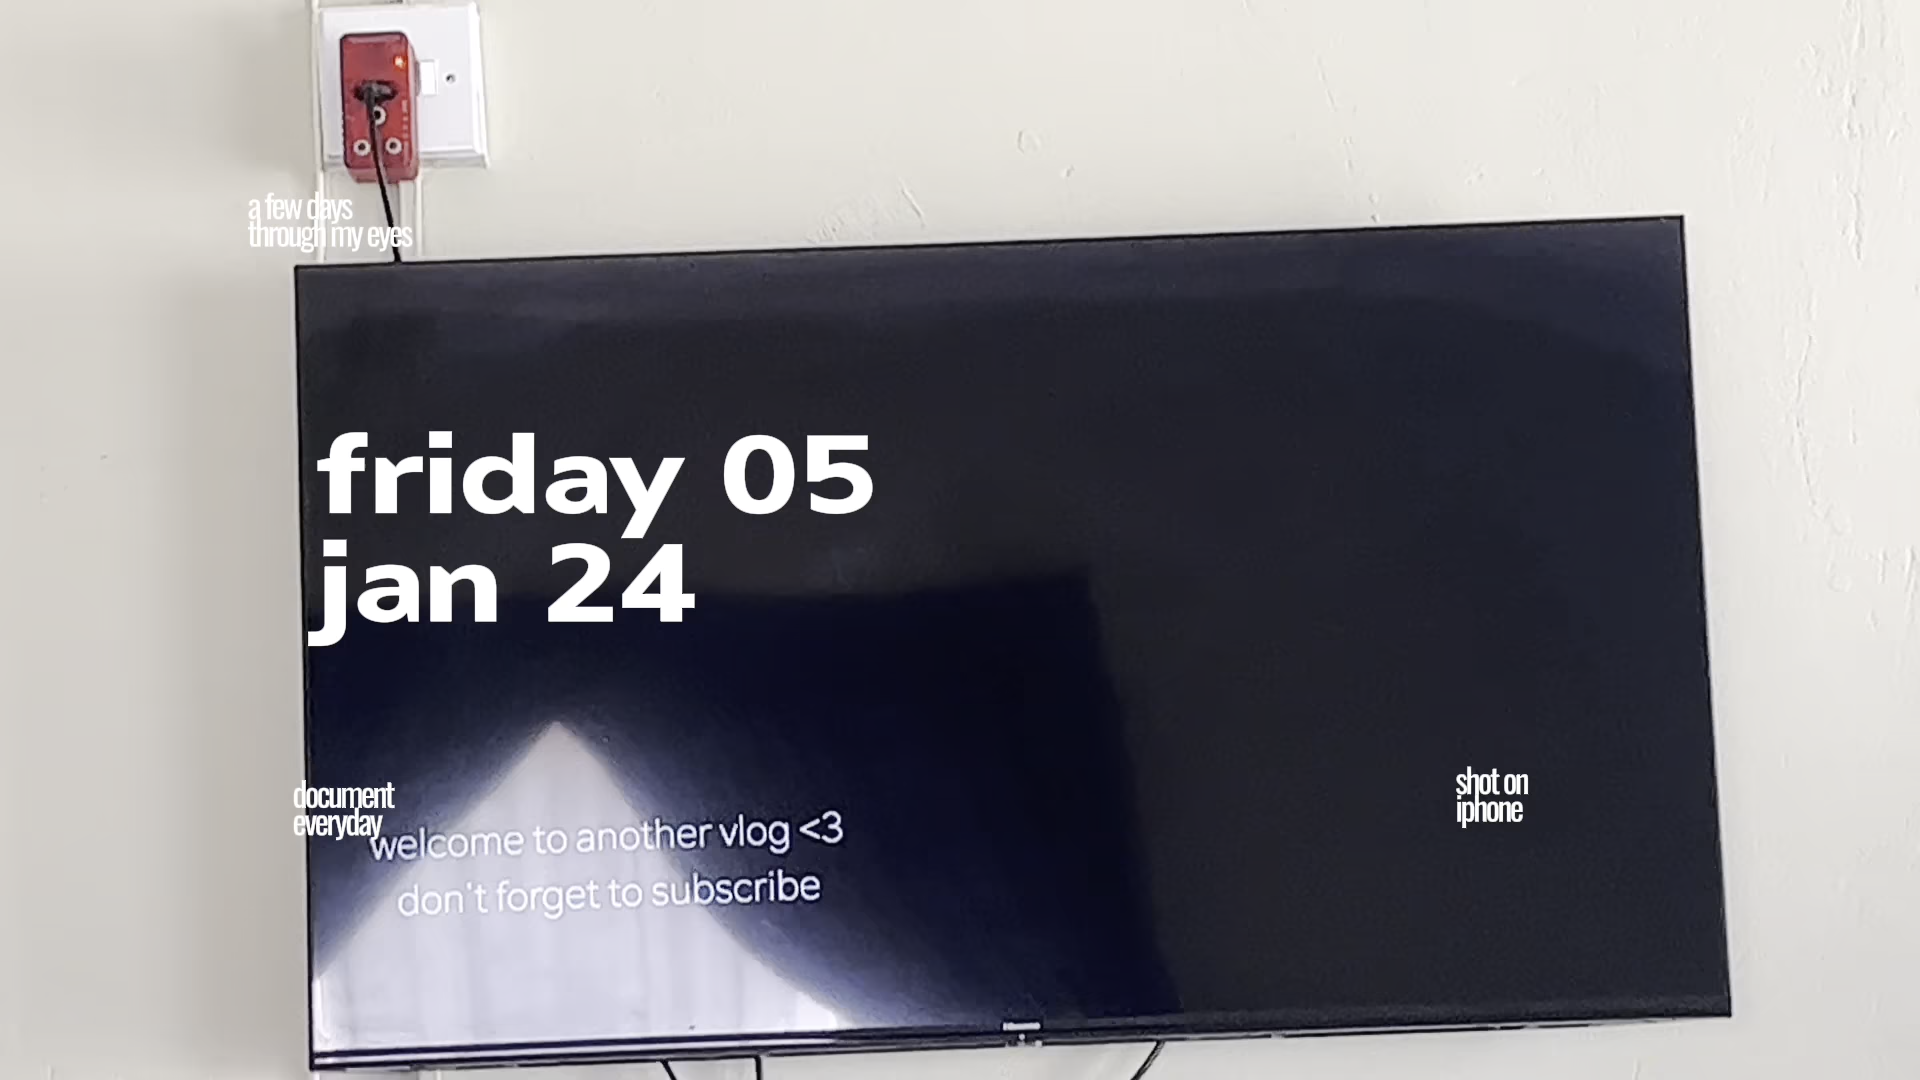 a few days
through my eyes
friday 05
jan 24
document
everyday
welcome to another vlog <3
don't forget to subscribe
shot on
iphone